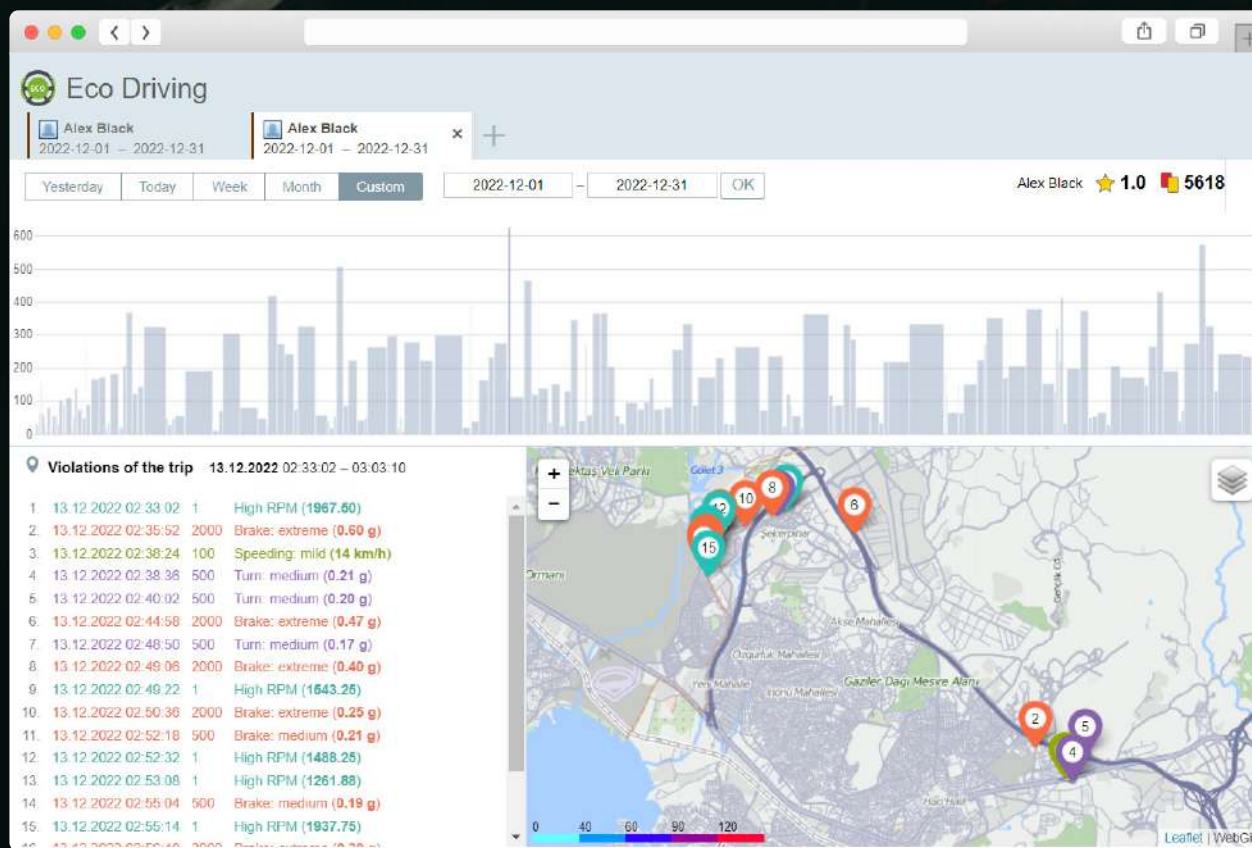 Eco Driving
Alex Black
2022-12-01 – 2022-12-31
Alex Black
2022-12-01 – 2022-12-31
Yesterday Today Week Month Custom 2022-12-01 – 2022-12-31 OK
Alex Black 1.0 5618
600
500
400
300
200
100
0
Violations of the trip 13.12.2022 02:33:02 – 03:03:10
1. 13.12.2022 02:33:02 1 High RPM (1967.50)
2. 13.12.2022 02:35:52 2000 Brake: extreme (0.60 g)
3. 13.12.2022 02:38:24 100 Speeding: mild (14 km/h)
4. 13.12.2022 02:38:36 500 Turn: medium (0.21 g)
5. 13.12.2022 02:40:02 500 Turn: medium (0.20 g)
6. 13.12.2022 02:44:58 2000 Brake: extreme (0.47 g)
7. 13.12.2022 02:48:50 500 Turn: medium (0.17 g)
8. 13.12.2022 02:49:06 2000 Brake: extreme (0.40 g)
9. 13.12.2022 02:49:22 1 High RPM (1543.25)
10. 13.12.2022 02:50:36 2000 Brake: extreme (0.25 g)
11. 13.12.2022 02:52:18 500 Brake: medium (0.21 g)
12. 13.12.2022 02:52:32 1 High RPM (1488.25)
13. 13.12.2022 02:53:08 1 High RPM (1261.88)
14. 13.12.2022 02:55:04 500 Brake: medium (0.19 g)
15. 13.12.2022 02:55:14 1 High RPM (1937.75)
+
−
Veli Parkı
Gölet 3
8
10
12
6
15
Şekerpınar
Ormanı
Gençlik Cd.
Akse Mahallesi
Özgürlük Mahallesi
Yeni Mahalle
İnönü Mahallesi
Gaziler Dağı Mesire Alanı
2
5
4
Hacı Halil
0 40 60 90 120
Leaflet | WebG